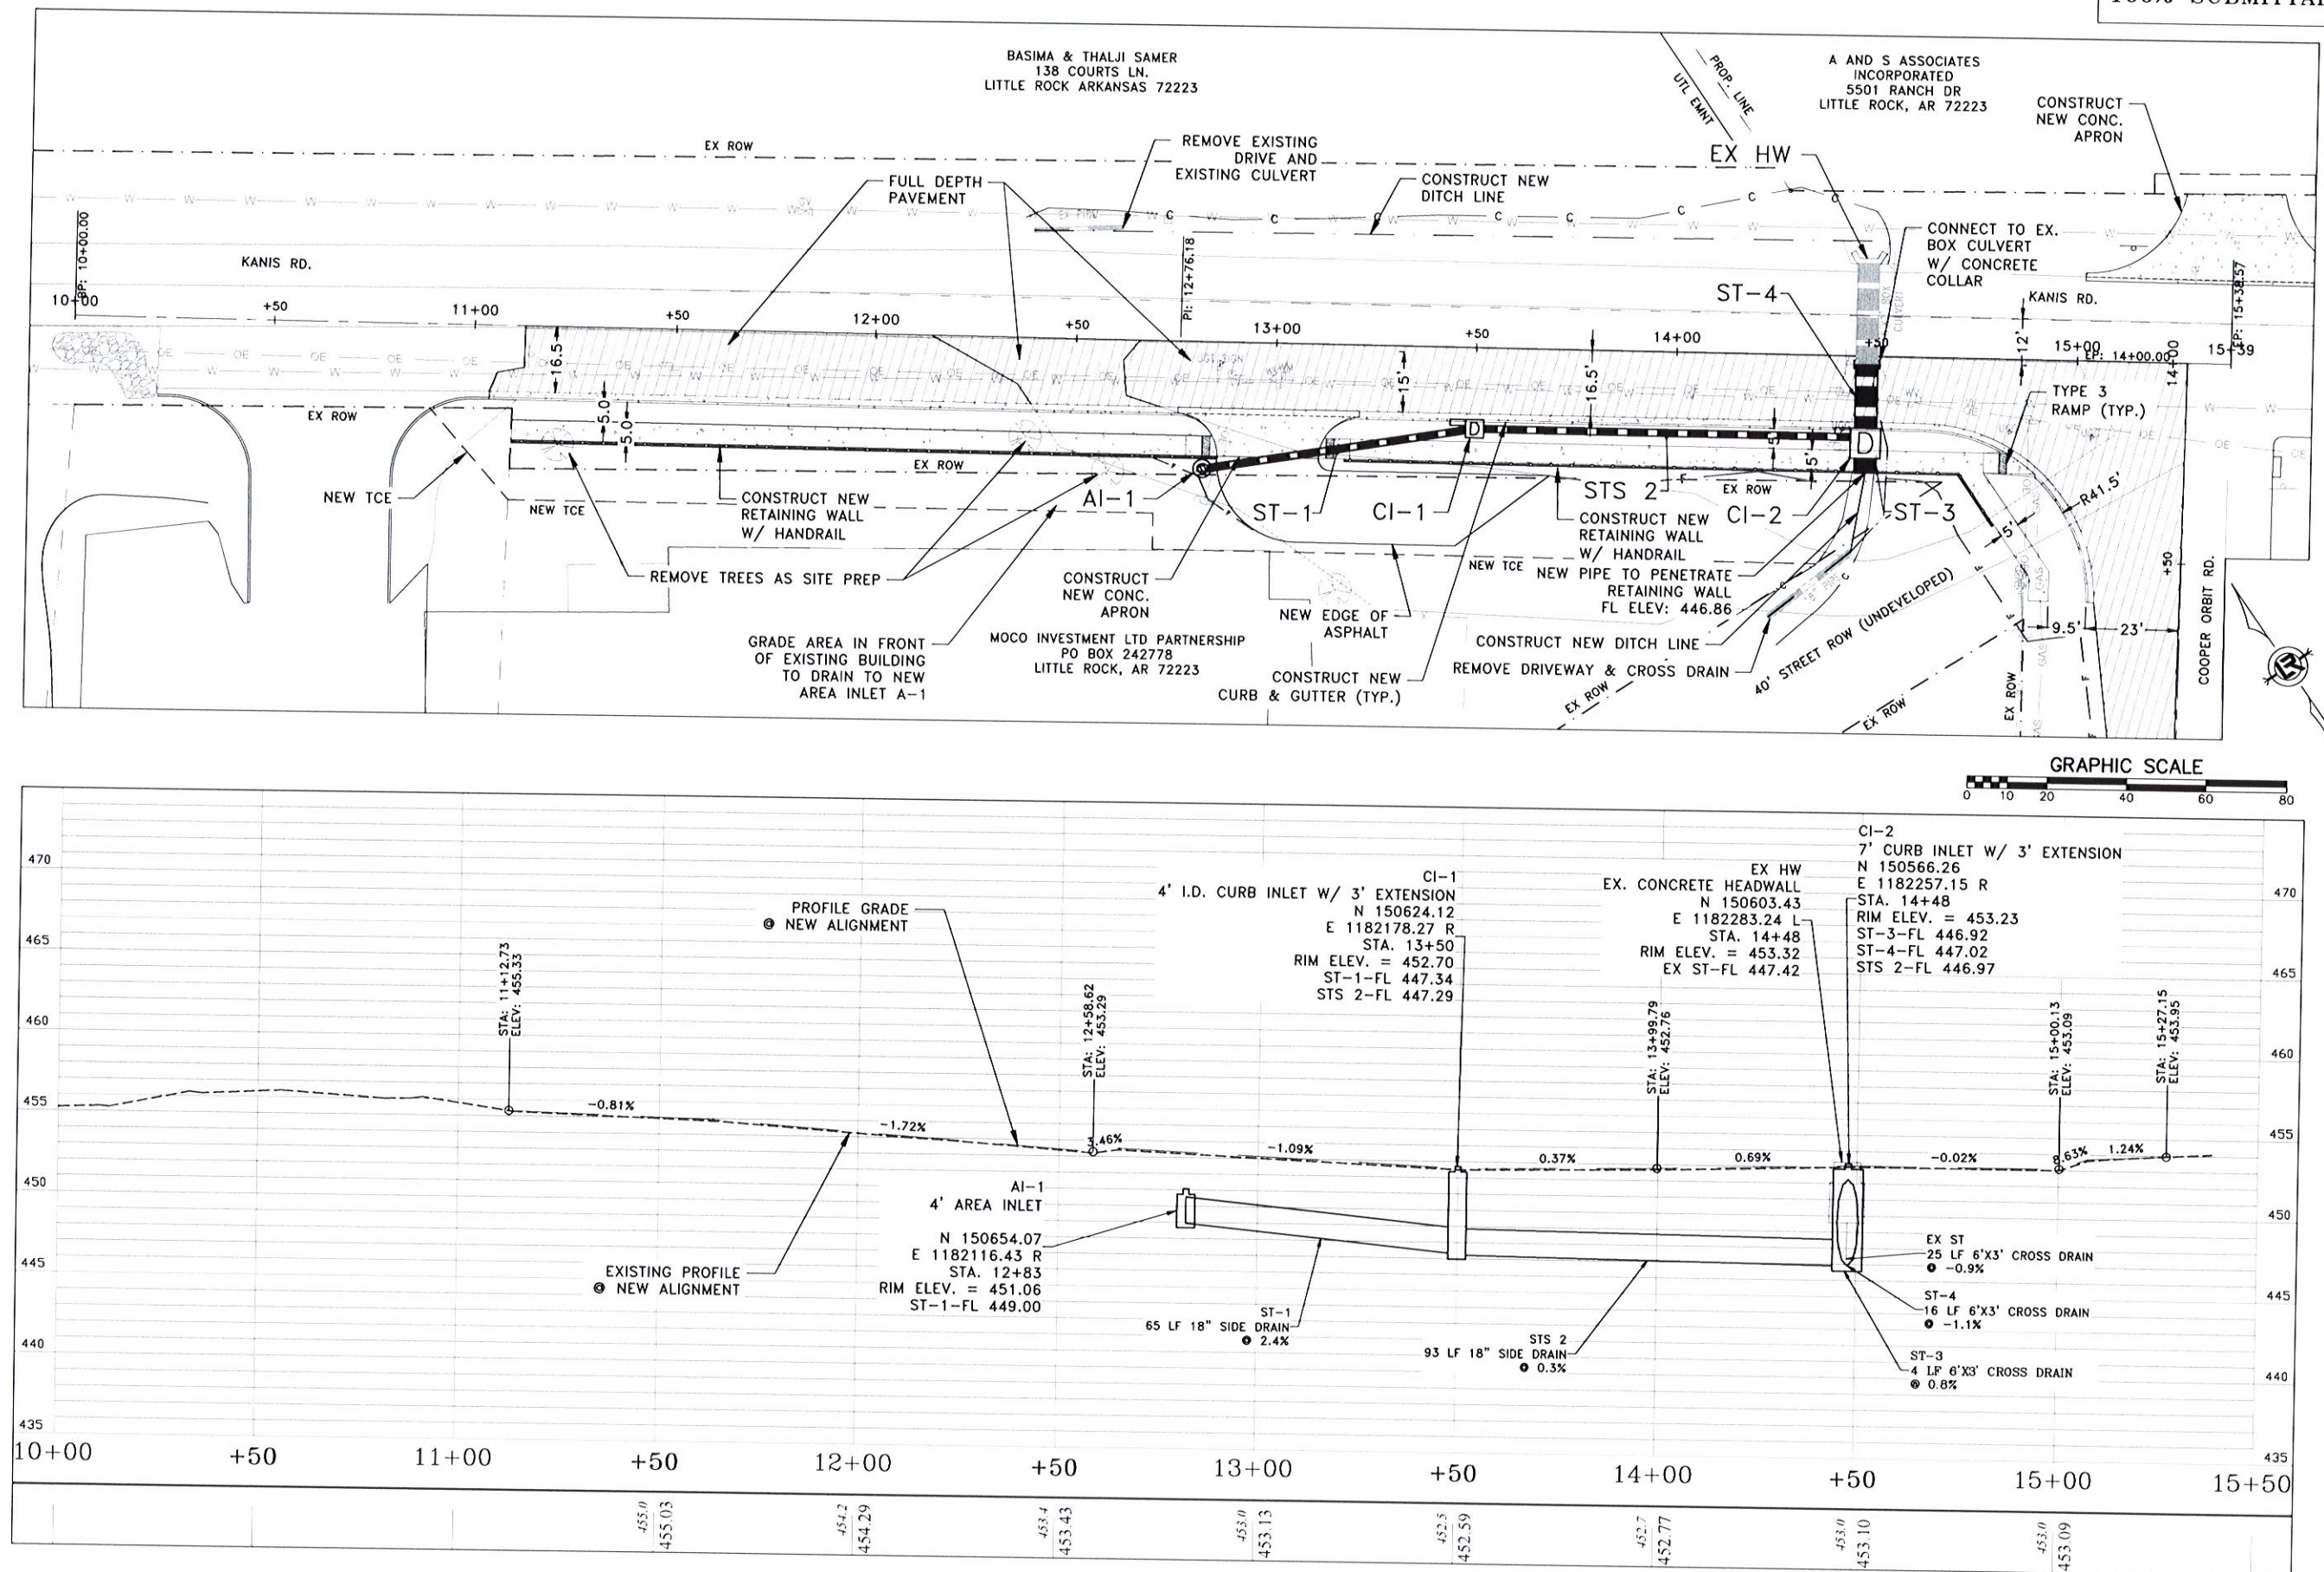 BASIMA & THALJI SAMER
138 COURTS LN.
LITTLE ROCK ARKANSAS 72223
PROP. LINE
UTL EMNT
A AND S ASSOCIATES
INCORPORATED
5501 RANCH DR
LITTLE ROCK, AR 72223
CONSTRUCT
NEW CONC.
APRON
EX ROW
REMOVE EXISTING
DRIVE AND
EXISTING CULVERT
EX HW
FULL DEPTH
PAVEMENT
CONSTRUCT NEW
DITCH LINE
CONNECT TO EX.
BOX CULVERT
W/ CONCRETE
COLLAR
BP: 10+00.00
KANIS RD.
PI: 12+76.18
ST-4
BOX
CULVERT
KANIS RD.
EP: 15+38.57
10+00
+50
11+00
+50
12+00
+50
13+00
+50
14+00
+50
15+00
15+39
EP: 14+00.00
14+00
16.5'
15'
16.5'
12'
TYPE 3
RAMP (TYP.)
EX ROW
5.0
5.0
EX ROW
5'
5'
NEW TCE
NEW TCE
CONSTRUCT NEW
RETAINING WALL
W/ HANDRAIL
AI-1
ST-1
CI-1
STS 2
EX ROW
CI-2
ST-3
R41.5'
CONSTRUCT NEW
RETAINING WALL
W/ HANDRAIL
5'
REMOVE TREES AS SITE PREP
CONSTRUCT
NEW CONC.
APRON
NEW TCE
NEW PIPE TO PENETRATE
RETAINING WALL
FL ELEV: 446.86
+50
NEW EDGE OF
ASPHALT
GRADE AREA IN FRONT
OF EXISTING BUILDING
TO DRAIN TO NEW
AREA INLET A-1
MOCO INVESTMENT LTD PARTNERSHIP
PO BOX 242778
LITTLE ROCK, AR 72223
CONSTRUCT NEW DITCH LINE
REMOVE DRIVEWAY & CROSS DRAIN
40' STREET ROW (UNDEVELOPED)
9.5'
23'
COOPER ORBIT RD.
CONSTRUCT NEW
CURB & GUTTER (TYP.)
EX ROW
EX ROW
EX ROW
GRAPHIC SCALE
0 10 20 40 60 80
470
465
460
455
450
445
440
435
PROFILE GRADE
@ NEW ALIGNMENT
CI-1
4' I.D. CURB INLET W/ 3' EXTENSION
N 150624.12
E 1182178.27 R
STA. 13+50
RIM ELEV. = 452.70
ST-1-FL 447.34
STS 2-FL 447.29
EX HW
EX. CONCRETE HEADWALL
N 150603.43
E 1182283.24 L
STA. 14+48
RIM ELEV. = 453.32
EX ST-FL 447.42
CI-2
7' CURB INLET W/ 3' EXTENSION
N 150566.26
E 1182257.15 R
STA. 14+48
RIM ELEV. = 453.23
ST-3-FL 446.92
ST-4-FL 447.02
STS 2-FL 446.97
470
465
460
455
450
445
440
435
STA: 11+12.73
ELEV: 455.33
STA: 12+58.62
ELEV: 453.29
STA: 13+99.79
ELEV: 452.76
STA: 15+00.13
ELEV: 453.09
STA: 15+27.15
ELEV: 453.95
-0.81%
-1.72%
3.46%
-1.09%
0.37%
0.69%
-0.02%
8.63%
1.24%
AI-1
4' AREA INLET
N 150654.07
E 1182116.43 R
STA. 12+83
RIM ELEV. = 451.06
ST-1-FL 449.00
EXISTING PROFILE
@ NEW ALIGNMENT
ST-1
65 LF 18" SIDE DRAIN
@ 2.4%
STS 2
93 LF 18" SIDE DRAIN
@ 0.3%
EX ST
25 LF 6'X3' CROSS DRAIN
@ -0.9%
ST-4
16 LF 6'X3' CROSS DRAIN
@ -1.1%
ST-3
4 LF 6'X3' CROSS DRAIN
@ 0.8%
10+00
+50
11+00
+50
12+00
+50
13+00
+50
14+00
+50
15+00
15+50
455.0
455.03
454.2
454.29
453.4
453.43
453.0
453.13
452.5
452.59
452.7
452.77
453.0
453.10
453.0
453.09